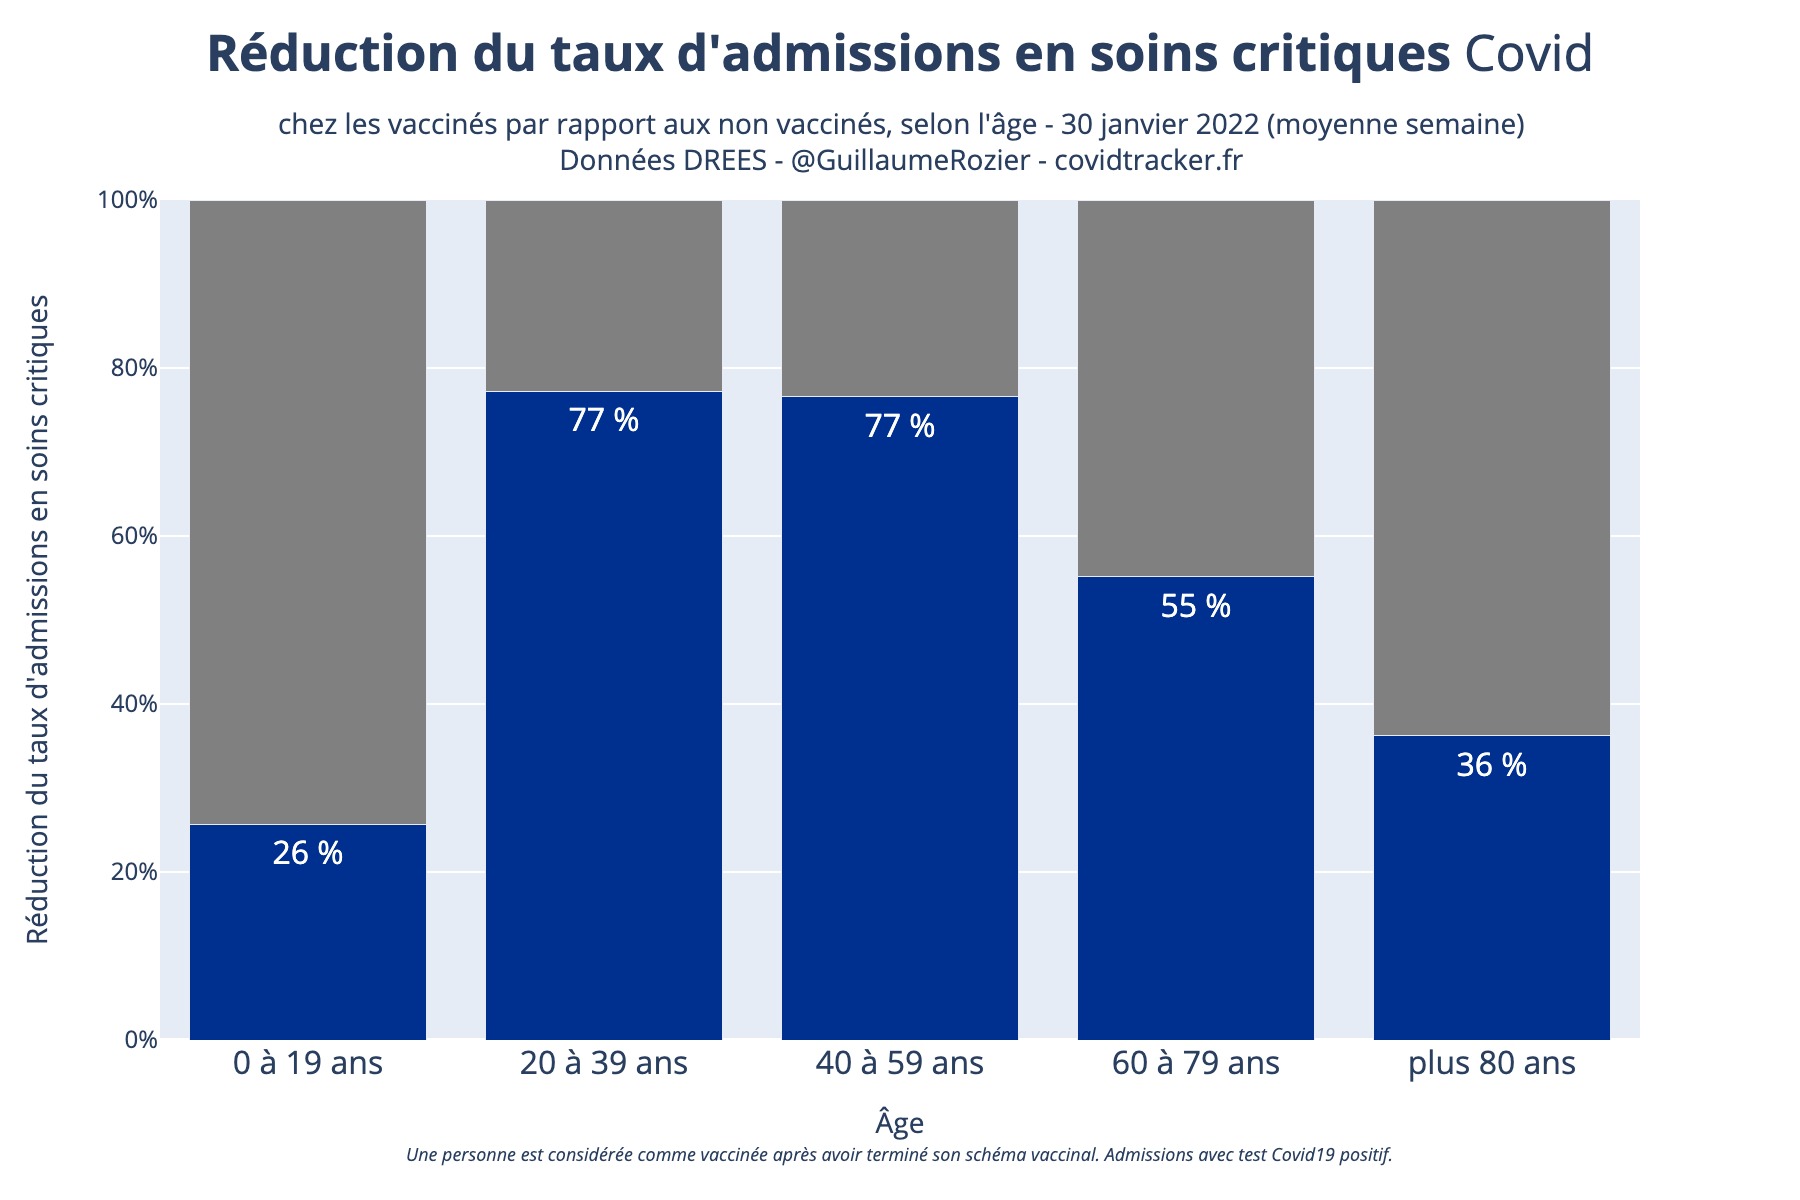 Réduction du taux d'admissions en soins critiques Covid
chez les vaccinés par rapport aux non vaccinés, selon l'âge - 30 janvier 2022 (moyenne semaine)
Données DREES - @GuillaumeRozier - covidtracker.fr
Réduction du taux d'admissions en soins critiques
100%
80%
60%
40%
20%
0%
26 %
77 %
77 %
55 %
36 %
0 à 19 ans
20 à 39 ans
40 à 59 ans
60 à 79 ans
plus 80 ans
Âge
Une personne est considérée comme vaccinée après avoir terminé son schéma vaccinal. Admissions avec test Covid19 positif.